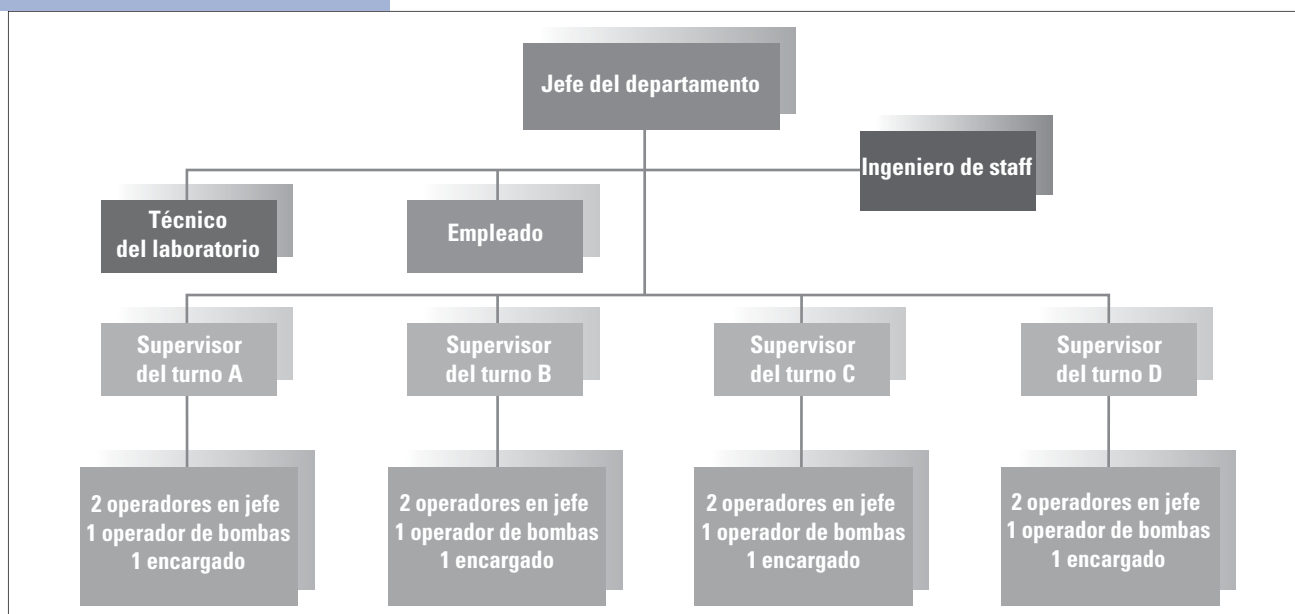 Jefe del departamento
Ingeniero de staff
Técnico
del laboratorio
Empleado
Supervisor
del turno A
Supervisor
del turno B
Supervisor
del turno C
Supervisor
del turno D
2 operadores en jefe
1 operador de bombas
1 encargado
2 operadores en jefe
1 operador de bombas
1 encargado
2 operadores en jefe
1 operador de bombas
1 encargado
2 operadores en jefe
1 operador de bombas
1 encargado